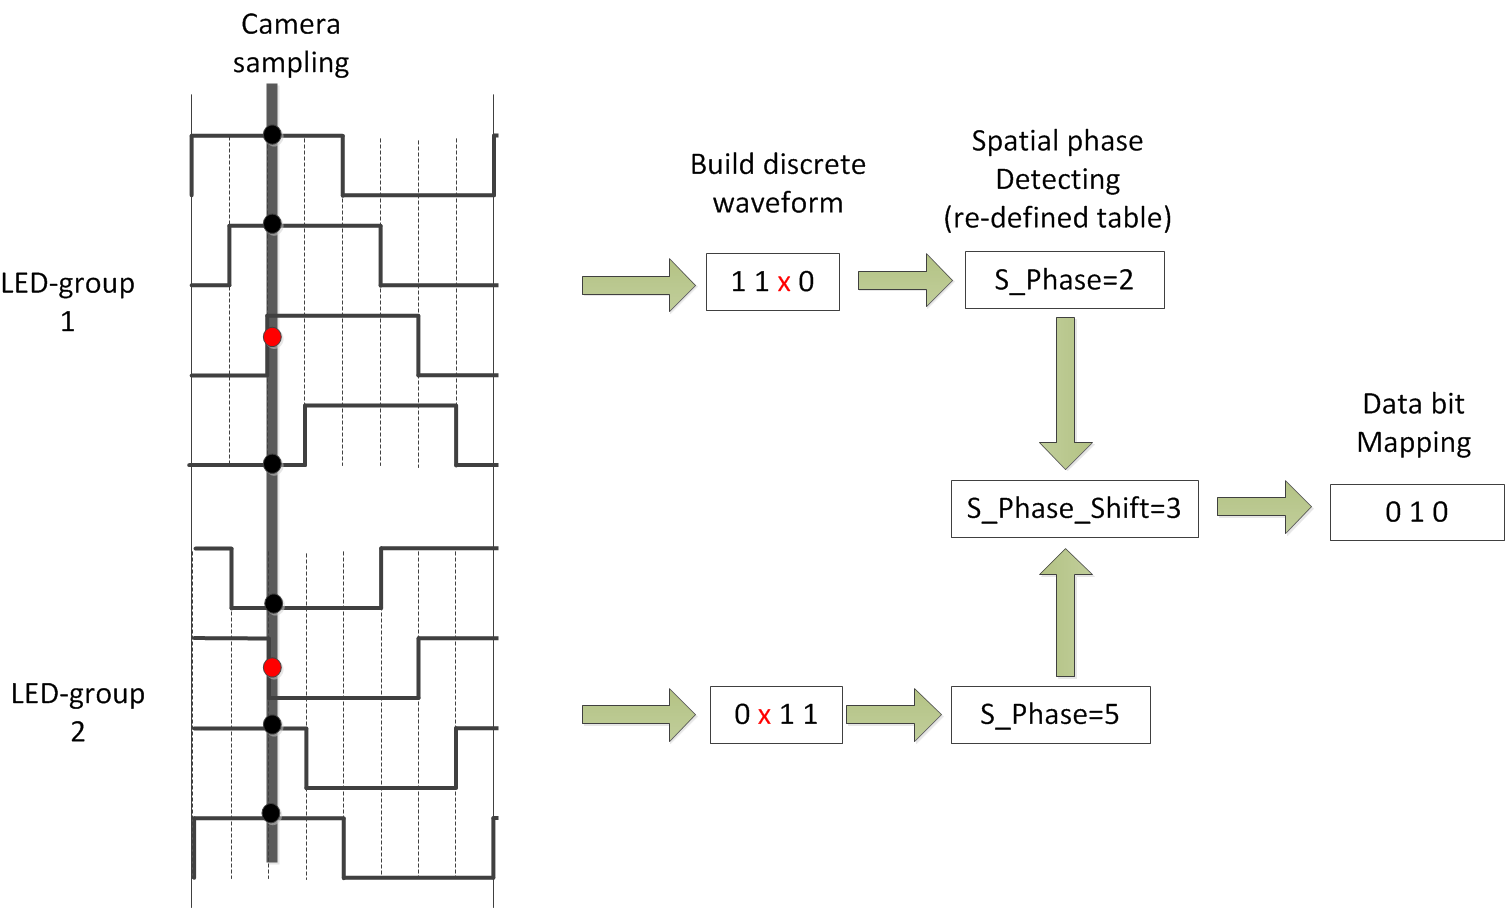 Camera
sampling
LED-group
1
Build discrete
waveform
1 1 x 0
Spatial phase
Detecting
(re-defined table)
S_Phase=2
S_Phase_Shift=3
Data bit
Mapping
0 1 0
LED-group
2
0 x 1 1
S_Phase=5